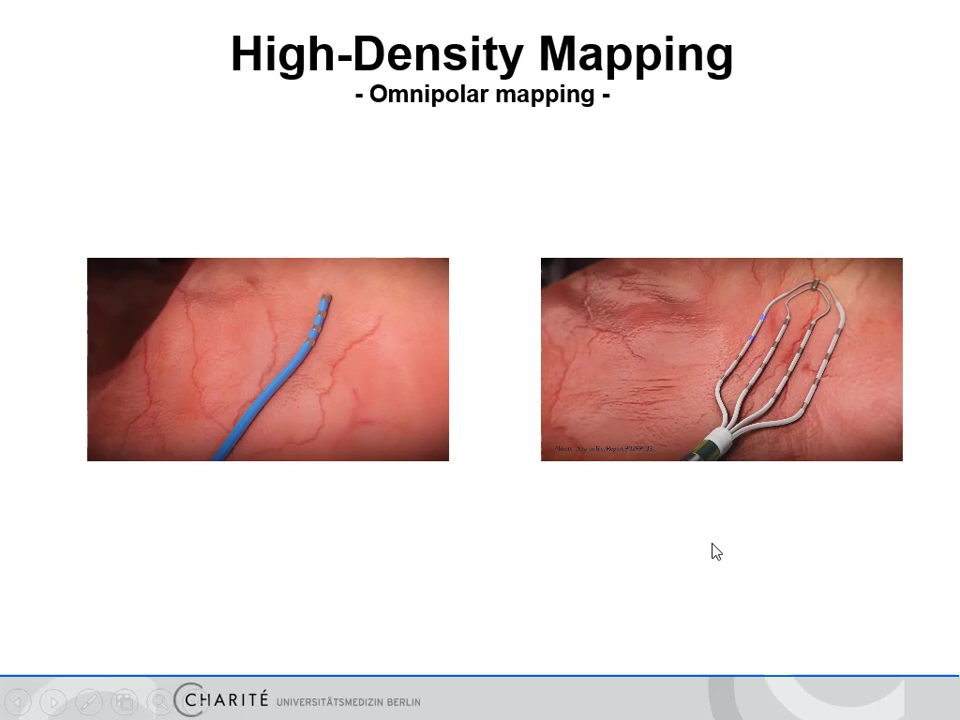 High-Density Mapping
- Omnipolar mapping -
CHARITÉ UNIVERSITÄTSMEDIZIN BERLIN